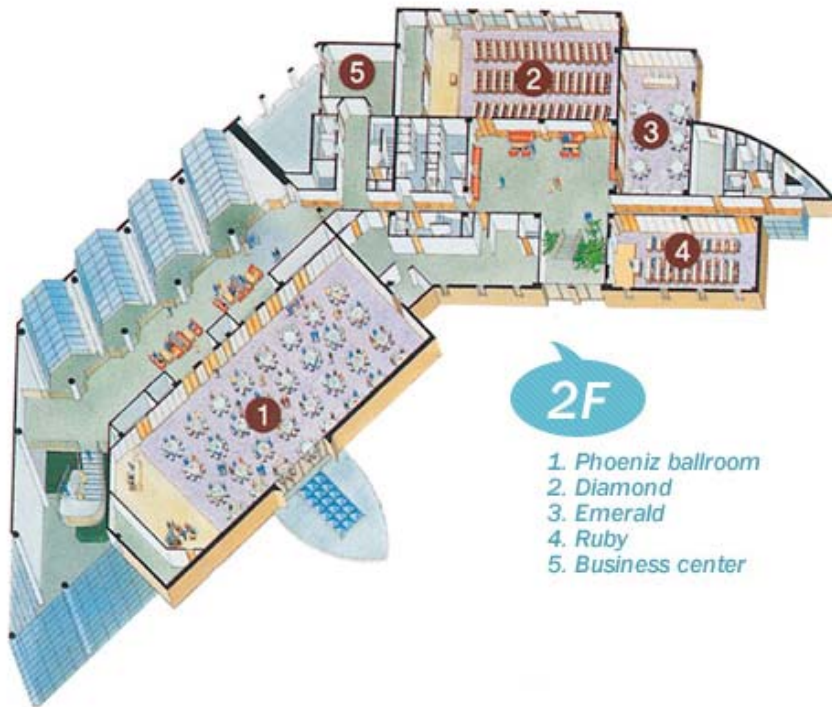 5
2
3
4
1
2F
1. Phoeniz ballroom
2. Diamond
3. Emerald
4. Ruby
5. Business center